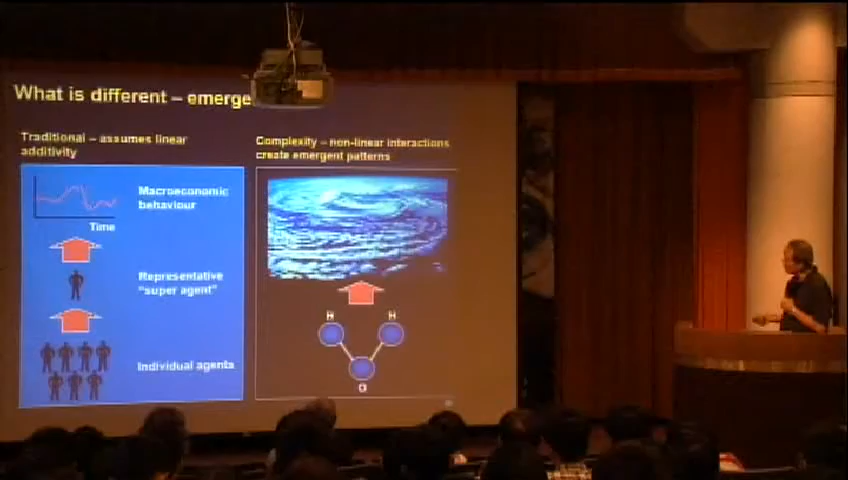 What is different – emerge
Traditional – assumes linear
additivity
Complexity – non-linear interactions
create emergent patterns
Macroeconomic
behaviour
Time
Representative
“super agent”
Individual agents
H H
O